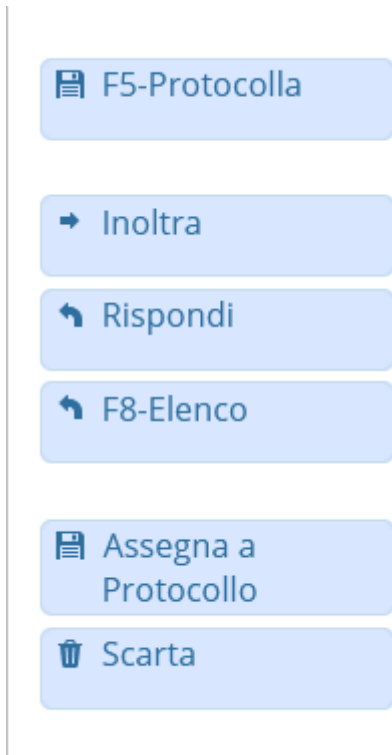 F5-Protocolla
Inoltra
Rispondi
F8-Elenco
Assegna a
Protocollo
Scarta